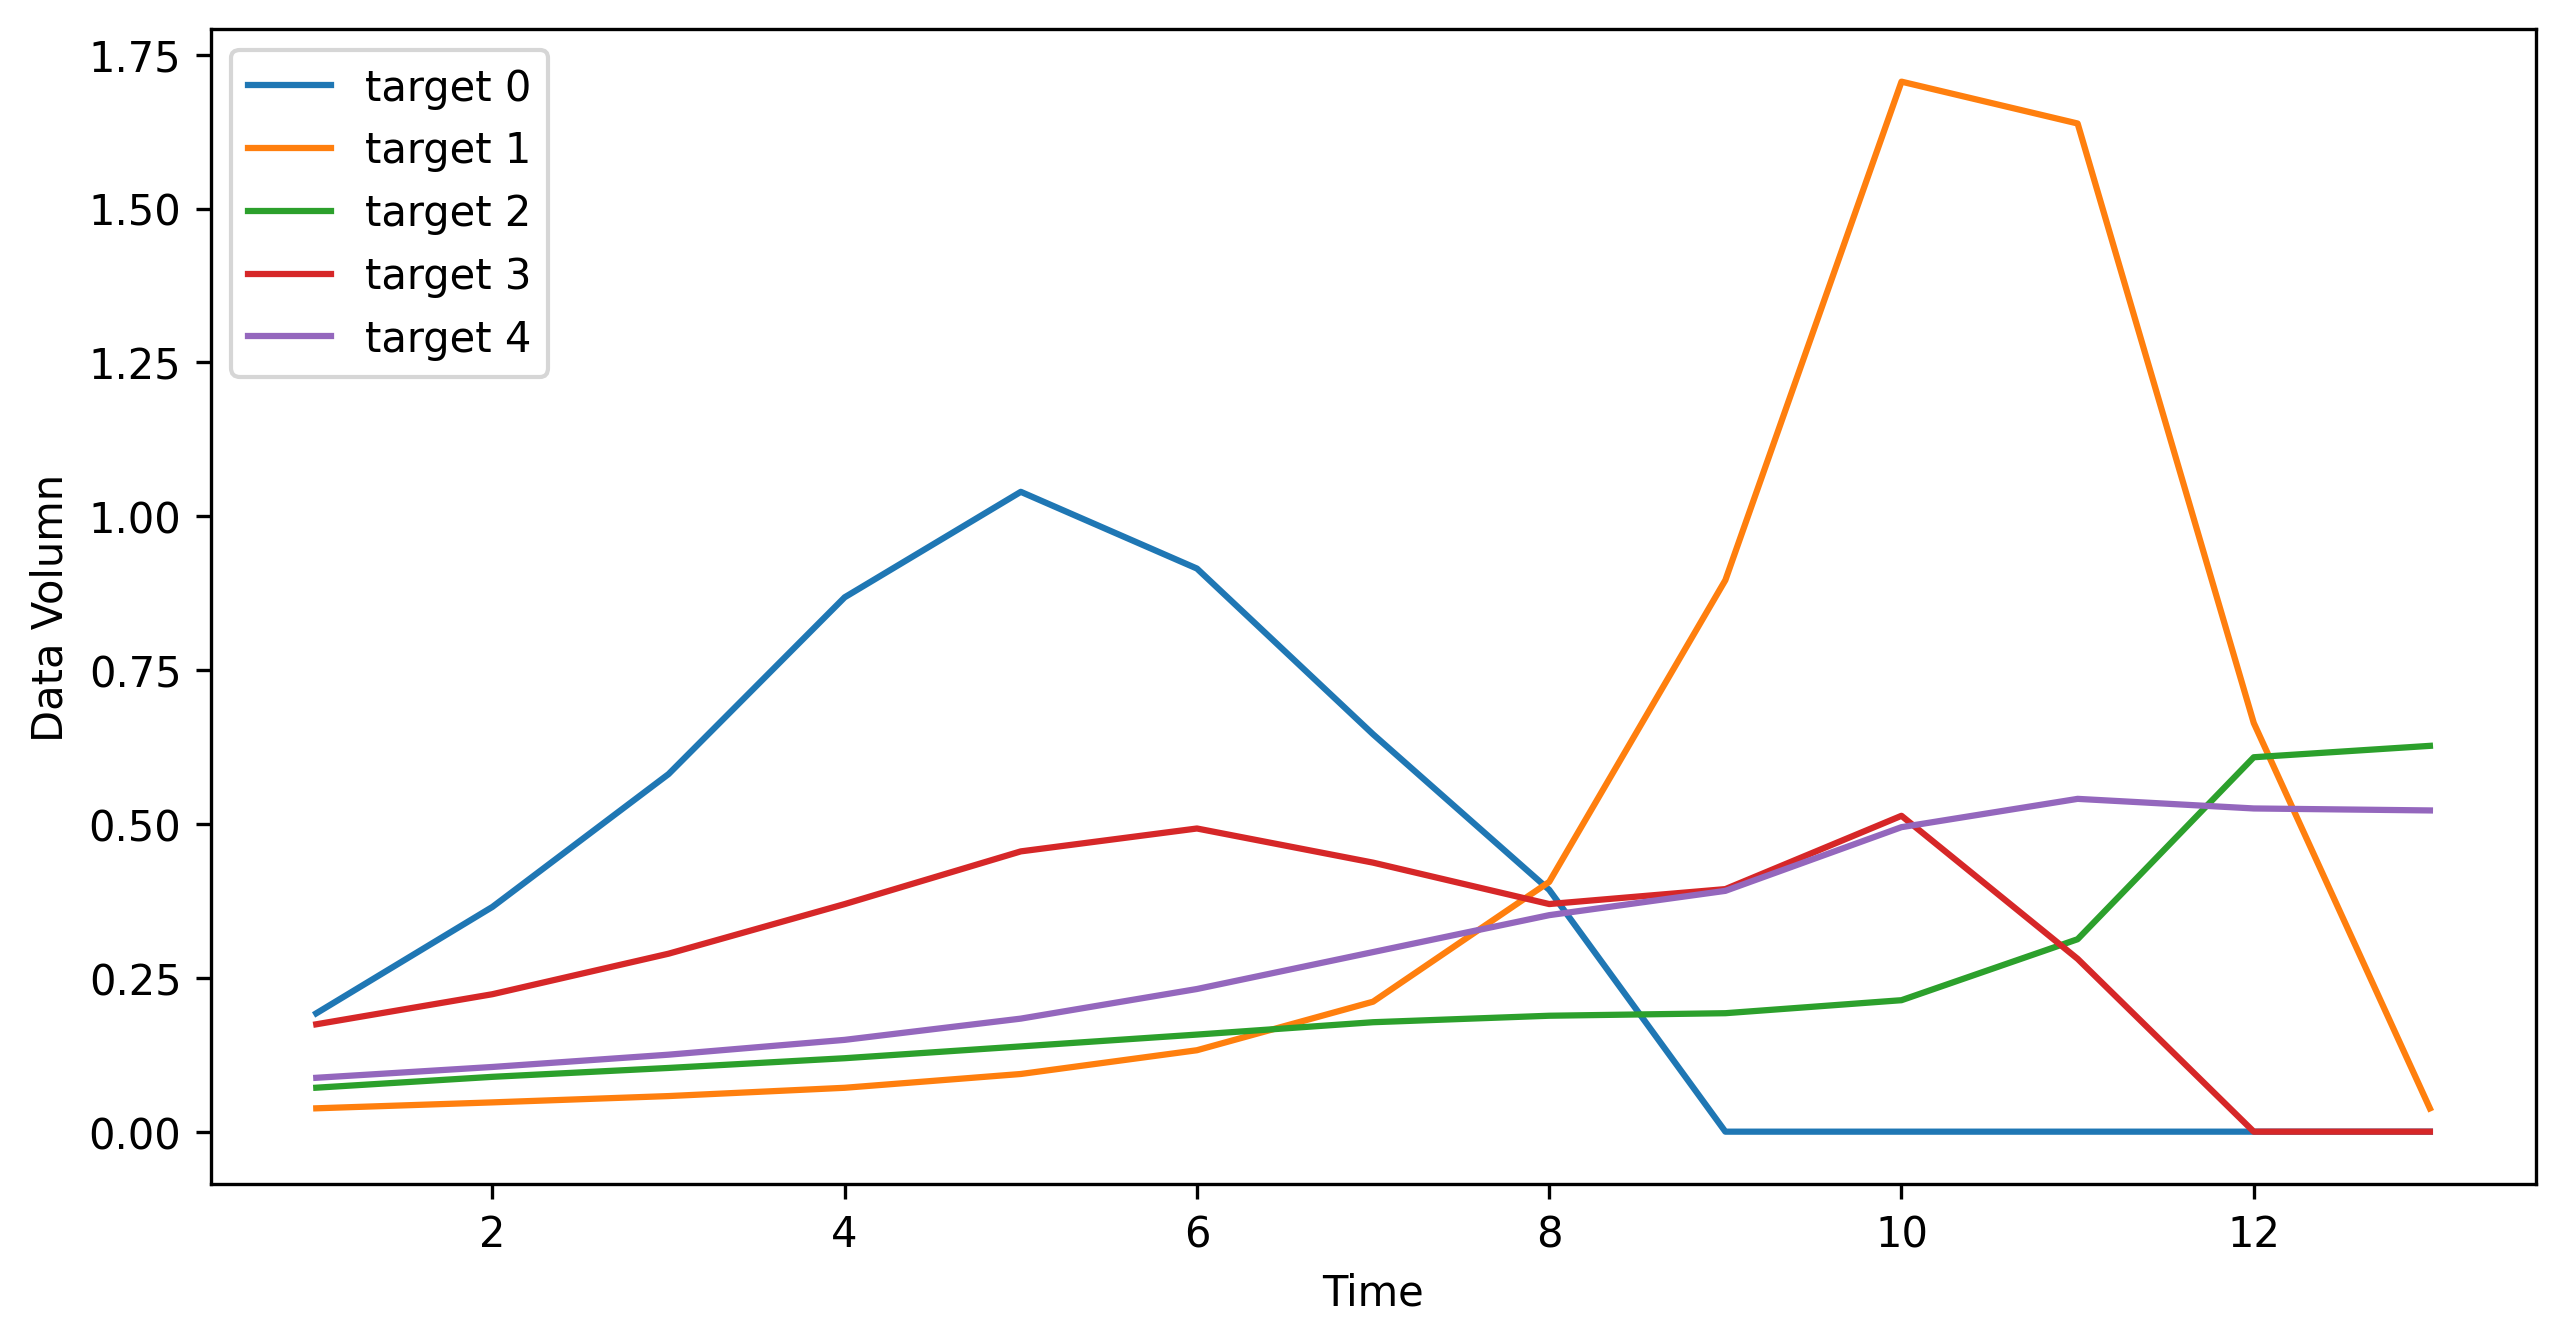 1.75
1.50
1.25
1.00
0.75
0.50
0.25
0.00
Data Volumn
target 0
target 1
target 2
target 3
target 4
2 4 6 8 10 12
Time